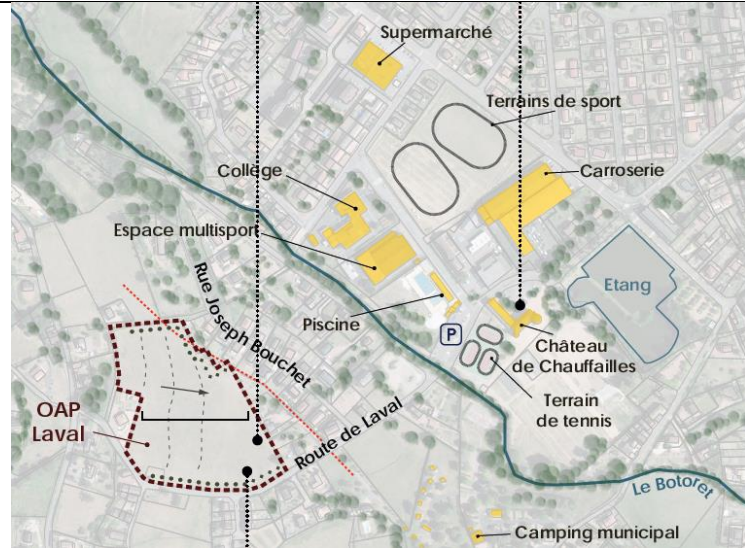 Supermarché
Terrains de sport
Collège
Carroserie
Espace multisport
Rue Joseph Bouchet
Etang
Piscine
P
Château
de Chauffailles
OAP
Laval
Terrain
de tennis
Route de Laval
Le Botoret
Camping municipal